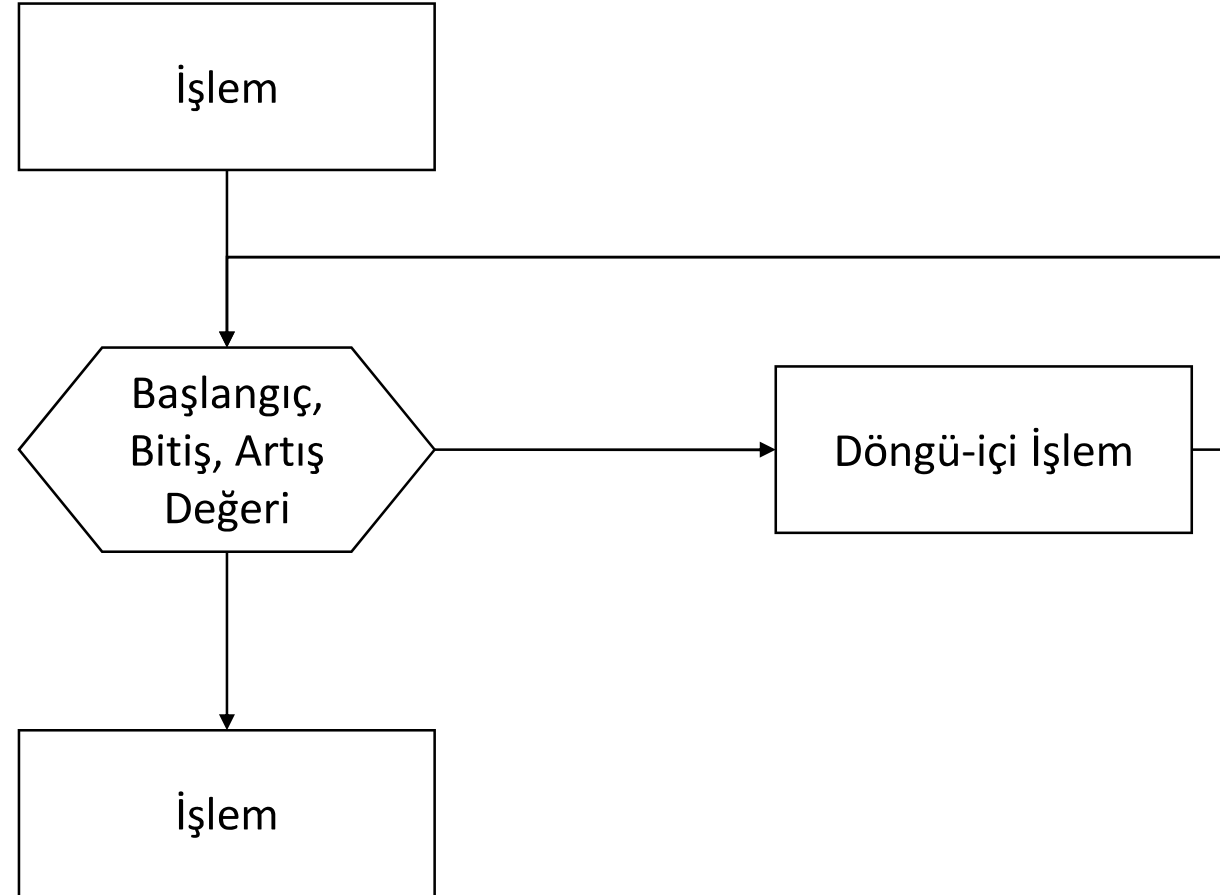 İşlem
Başlangıç,
Bitiş, Artış
Değeri
Döngü-içi İşlem
İşlem